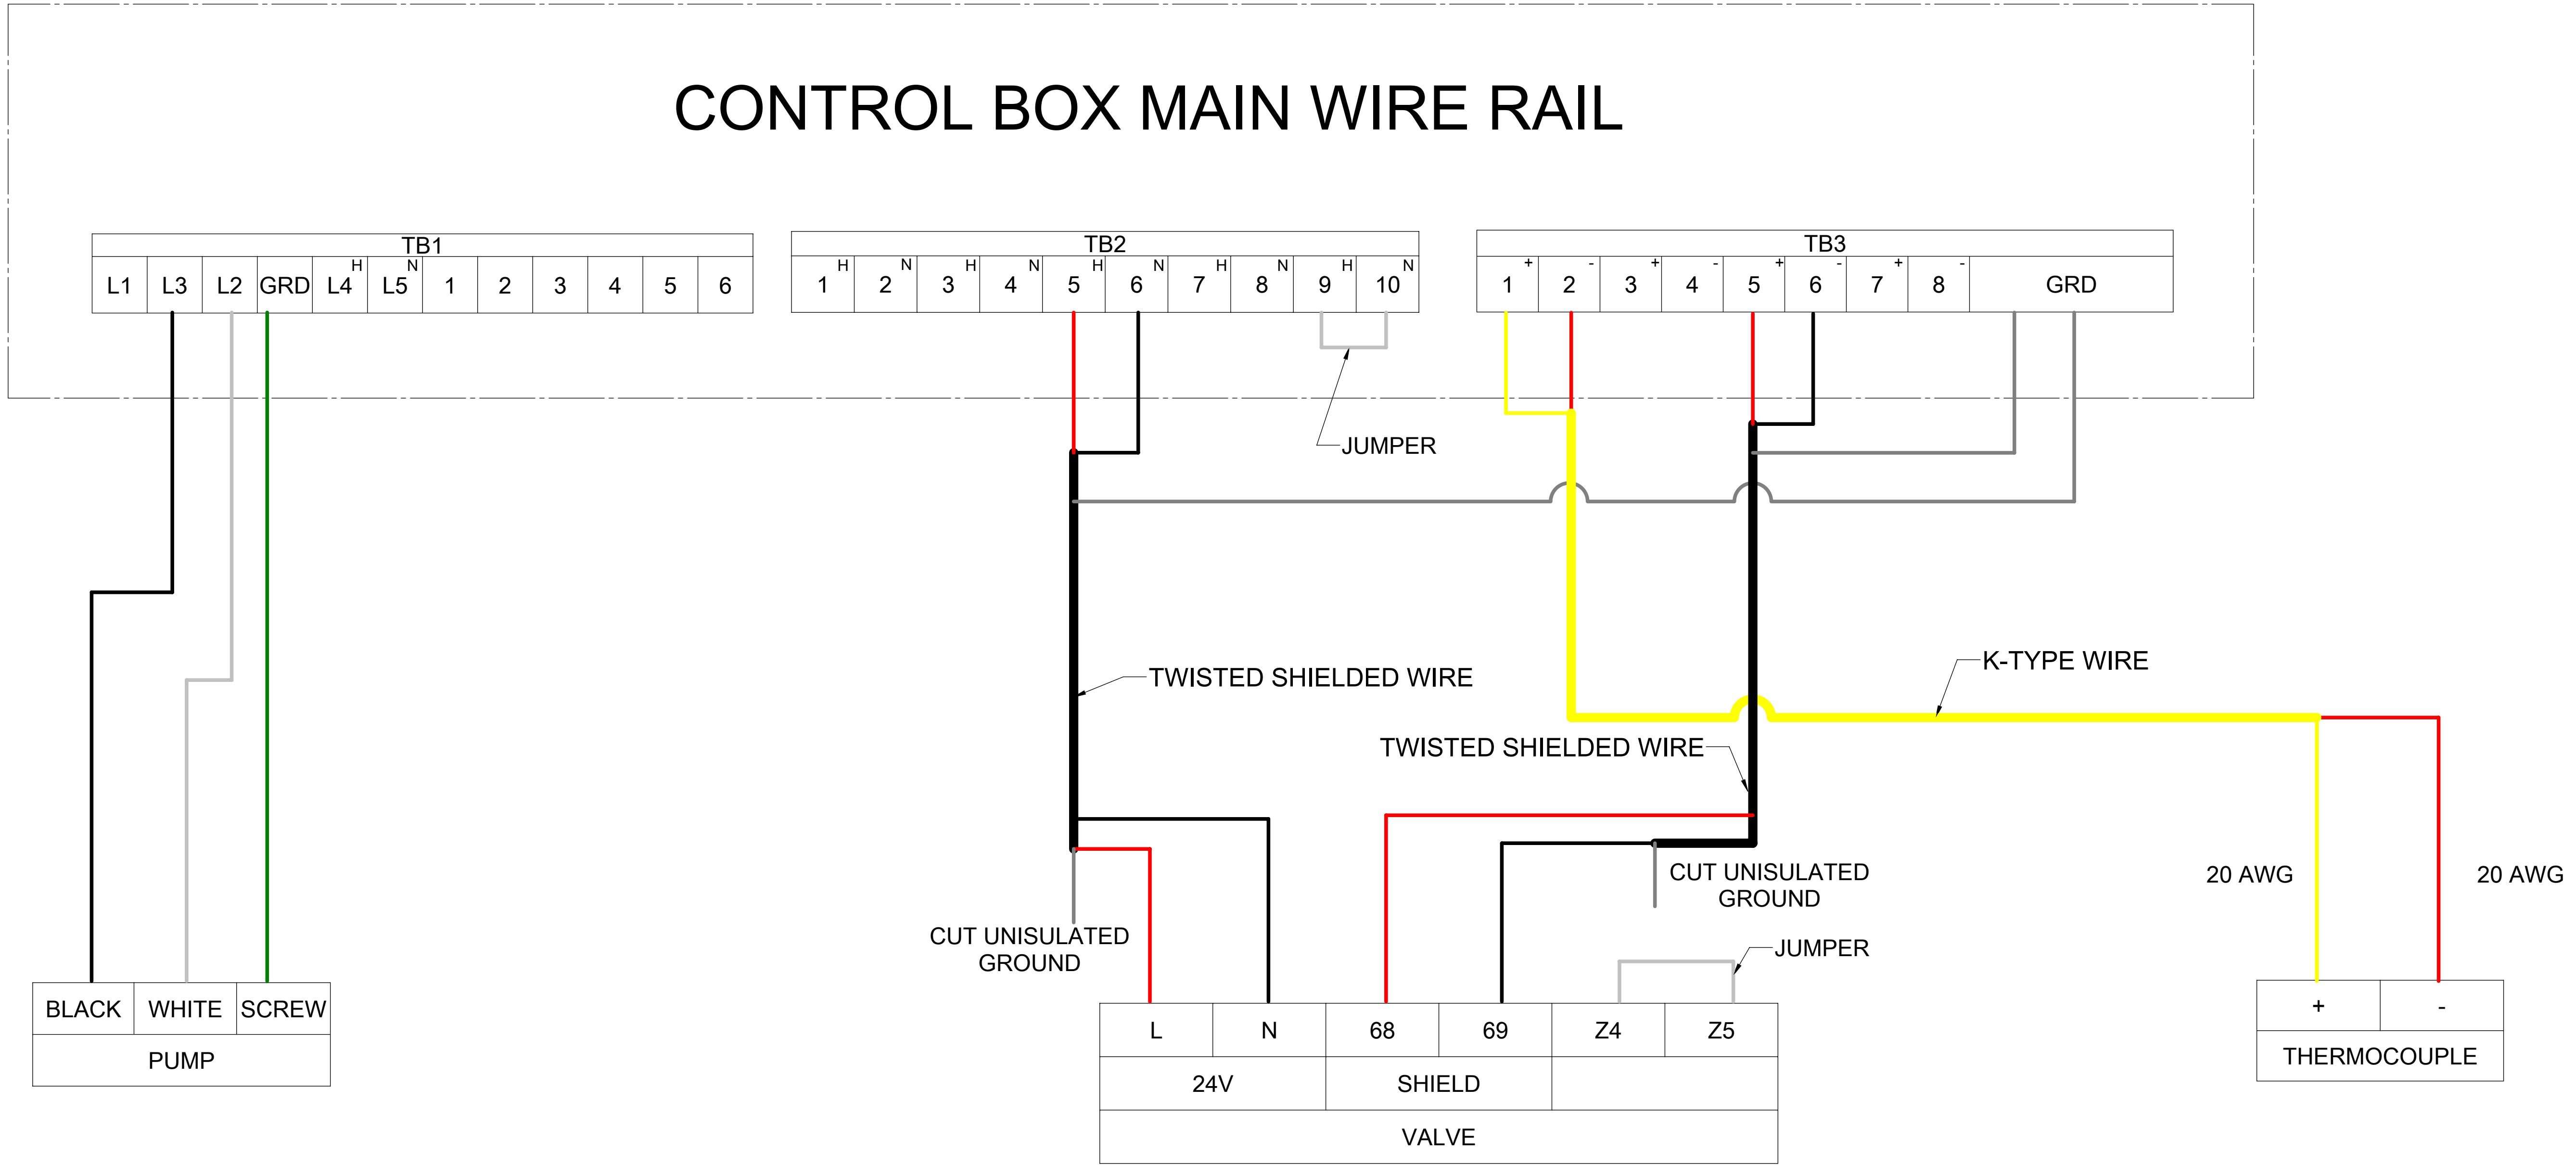 CONTROL BOX MAIN WIRE RAIL
TB1
L1 L3 L2 GRD L4 H L5 N 1 2 3 4 5 6
TB2
1 H 2 N 3 H 4 N 5 H 6 N 7 H 8 N 9 H 10 N
TB3
1 + 2 - 3 + 4 - 5 + 6 - 7 + 8 - GRD
JUMPER
TWISTED SHIELDED WIRE
K-TYPE WIRE
TWISTED SHIELDED WIRE
CUT UNISULATED
GROUND
20 AWG
20 AWG
CUT UNISULATED
GROUND
JUMPER
BLACK WHITE SCREW
PUMP
L N 68 69 Z4 Z5
24V SHIELD
VALVE
+ -
THERMOCOUPLE